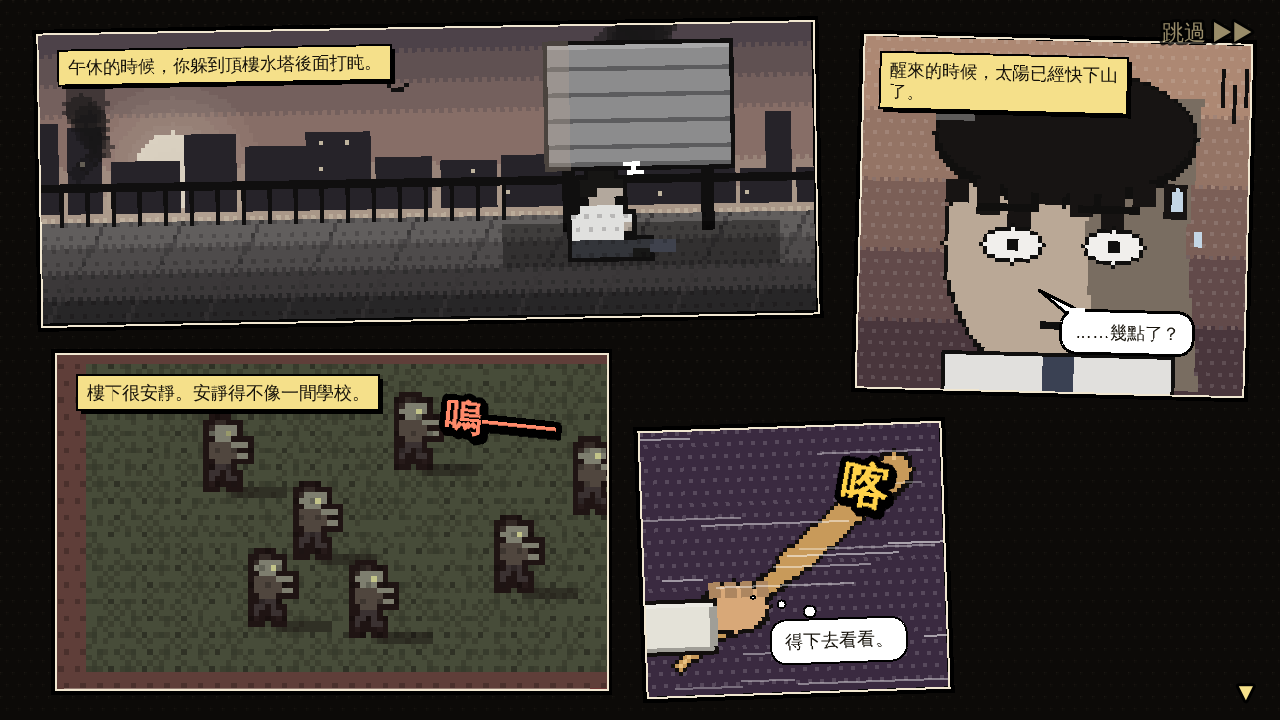 跳過
午休的時候，你躲到頂樓水塔後面打盹。
醒來的時候，太陽已經快下山
了。
……幾點了？
樓下很安靜。安靜得不像一間學校。
嗚
喀
得下去看看。